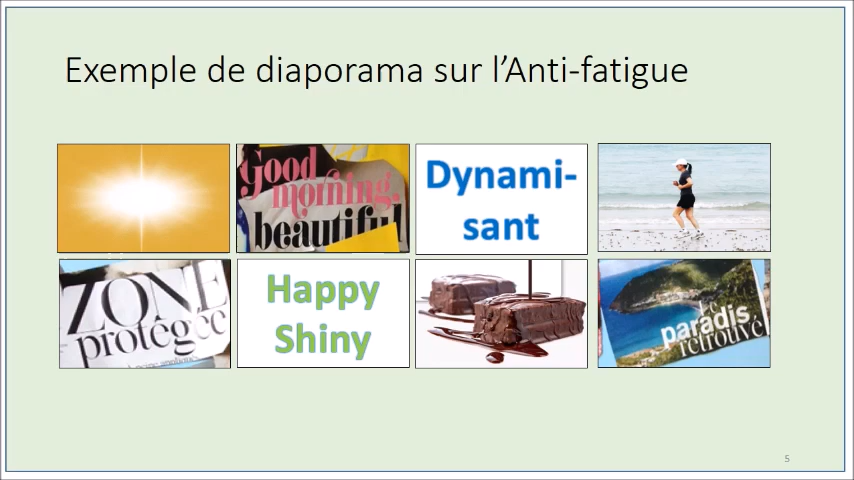 Exemple de diaporama sur l’Anti-fatigue
Good
morning,
beautiful
Dynami-
sant
ZONE
protégée
Happy
Shiny
Le
paradis
retrouvé
5